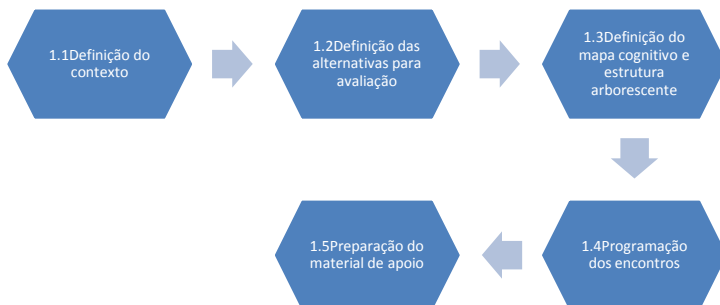 1.1Definição do
contexto
1.2Definição das
alternativas para
avaliação
1.3Definição do
mapa cognitivo e
estrutura
arborescente
1.4Programação
dos encontros
1.5Preparação do
material de apoio